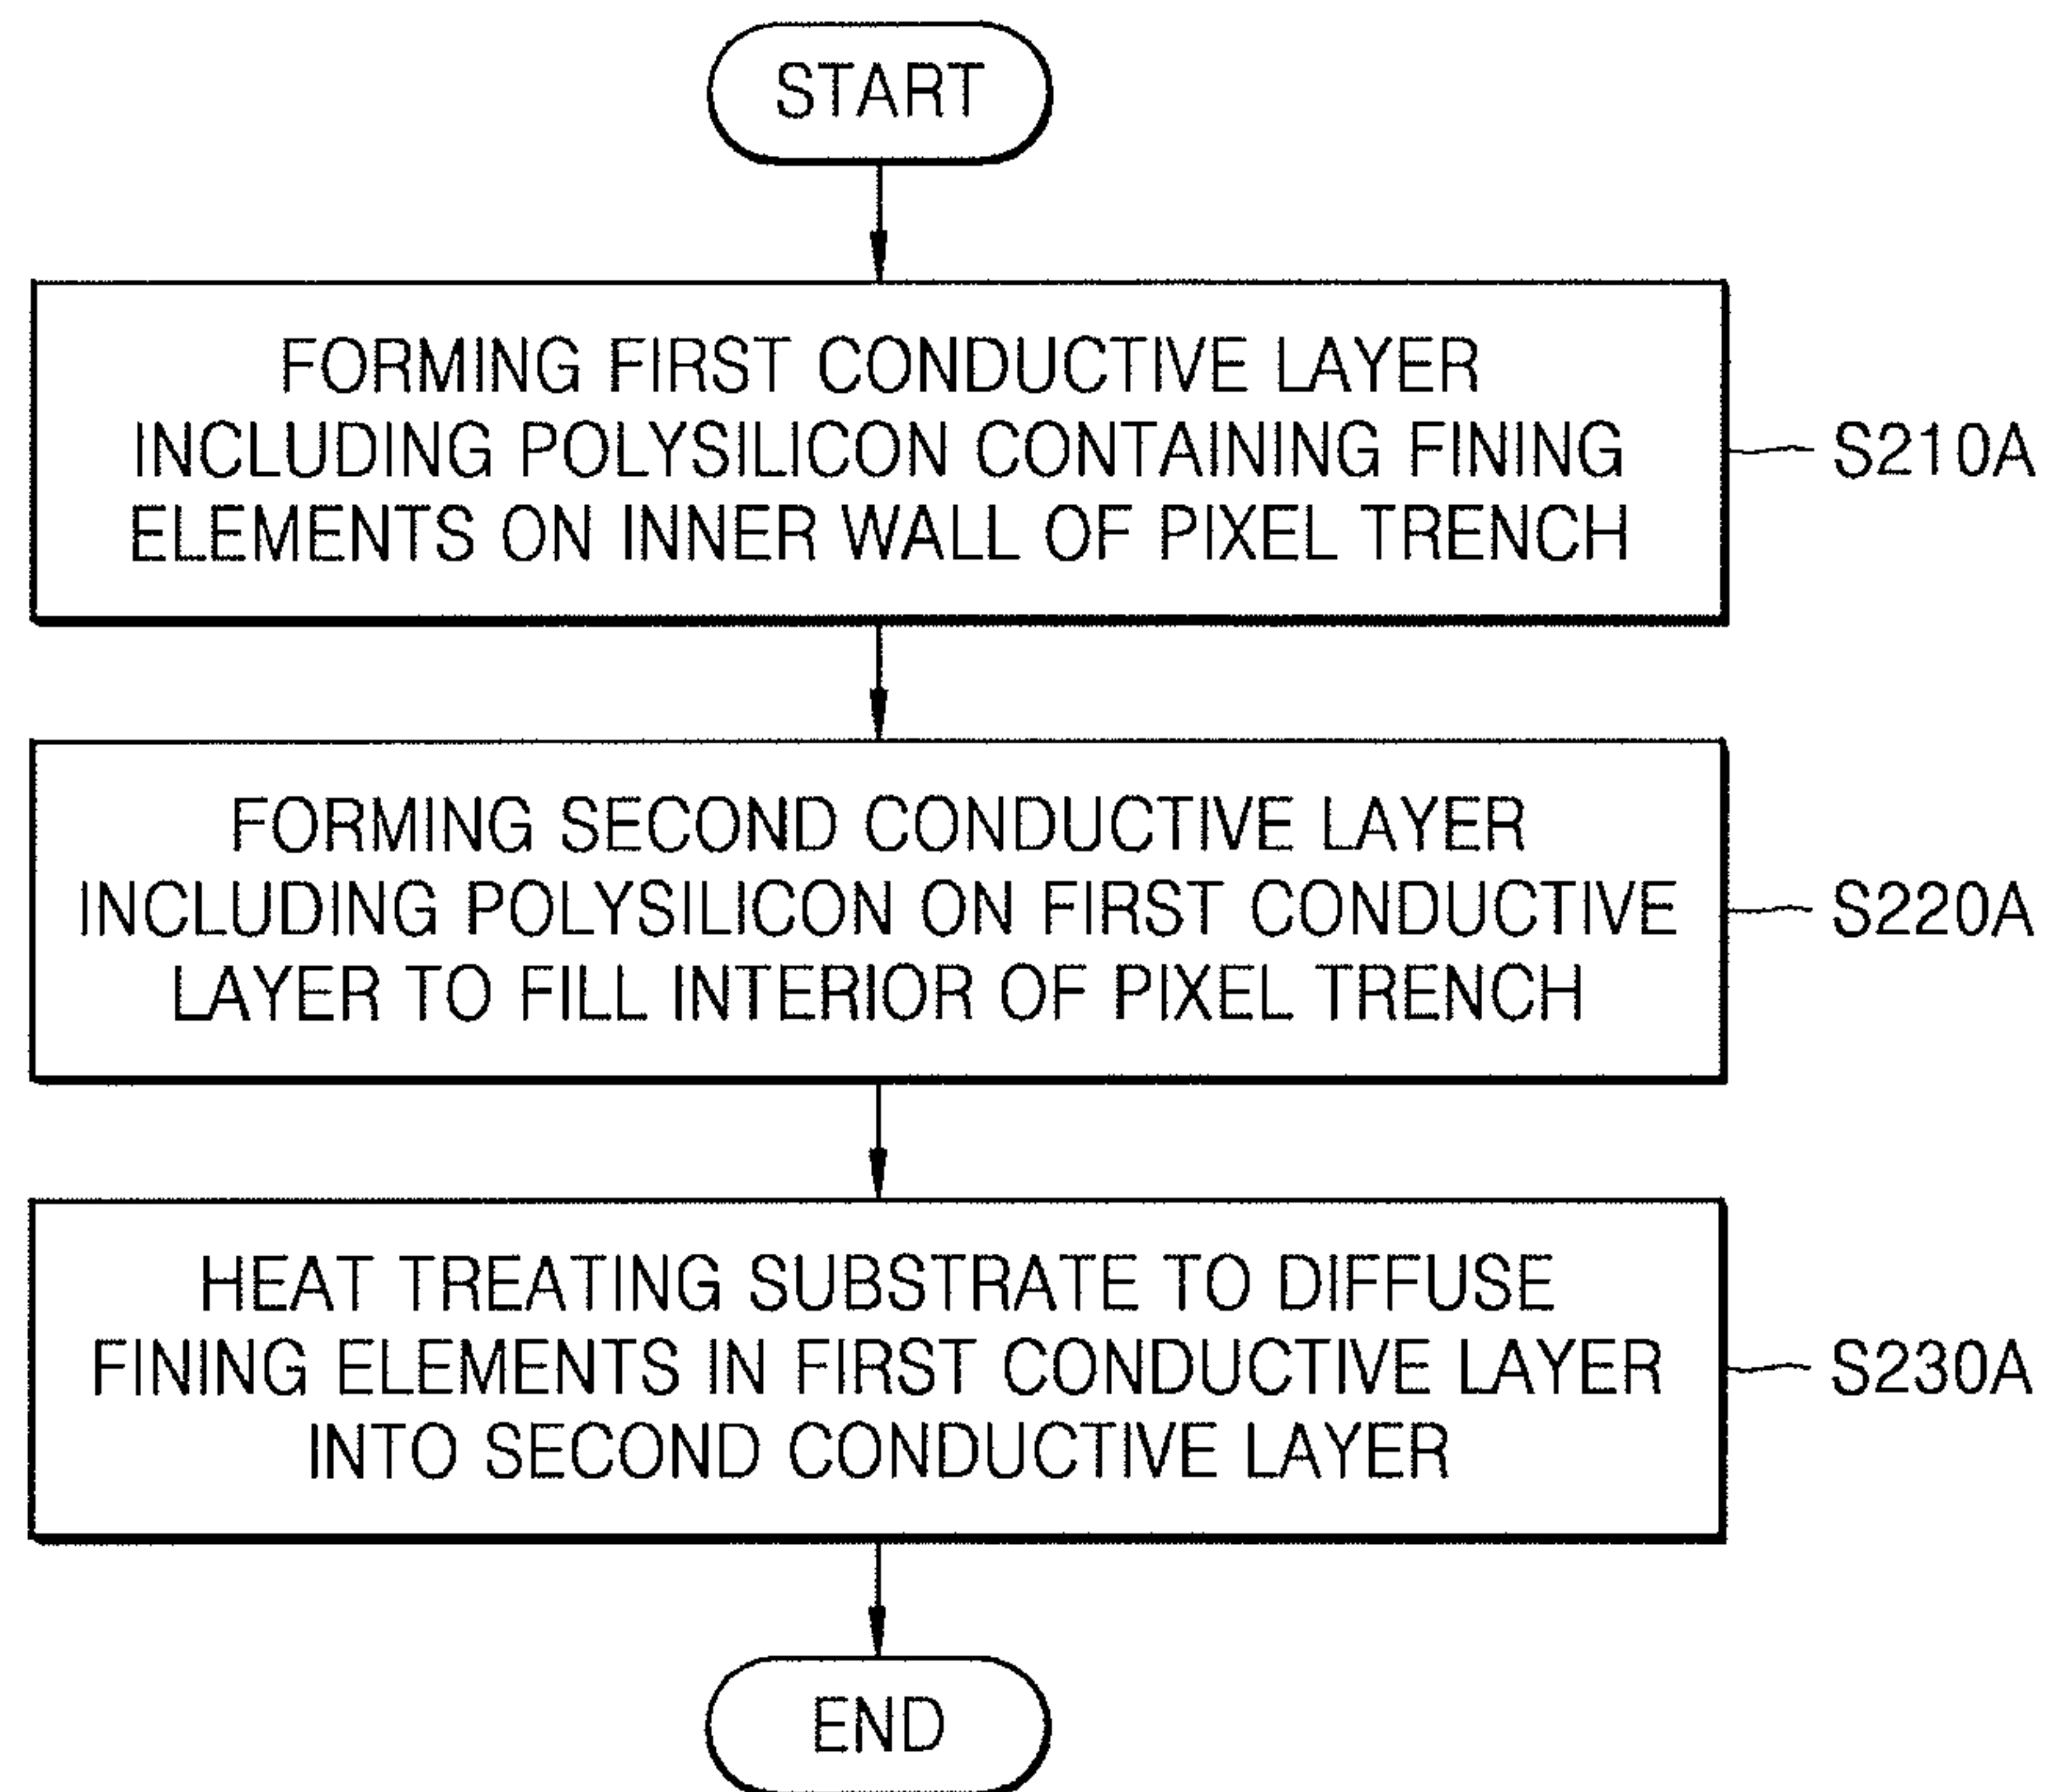 START
FORMING FIRST CONDUCTIVE LAYER
INCLUDING POLYSILICON CONTAINING FINING
ELEMENTS ON INNER WALL OF PIXEL TRENCH
S210A
FORMING SECOND CONDUCTIVE LAYER
INCLUDING POLYSILICON ON FIRST CONDUCTIVE
LAYER TO FILL INTERIOR OF PIXEL TRENCH
S220A
HEAT TREATING SUBSTRATE TO DIFFUSE
FINING ELEMENTS IN FIRST CONDUCTIVE LAYER
INTO SECOND CONDUCTIVE LAYER
S230A
END